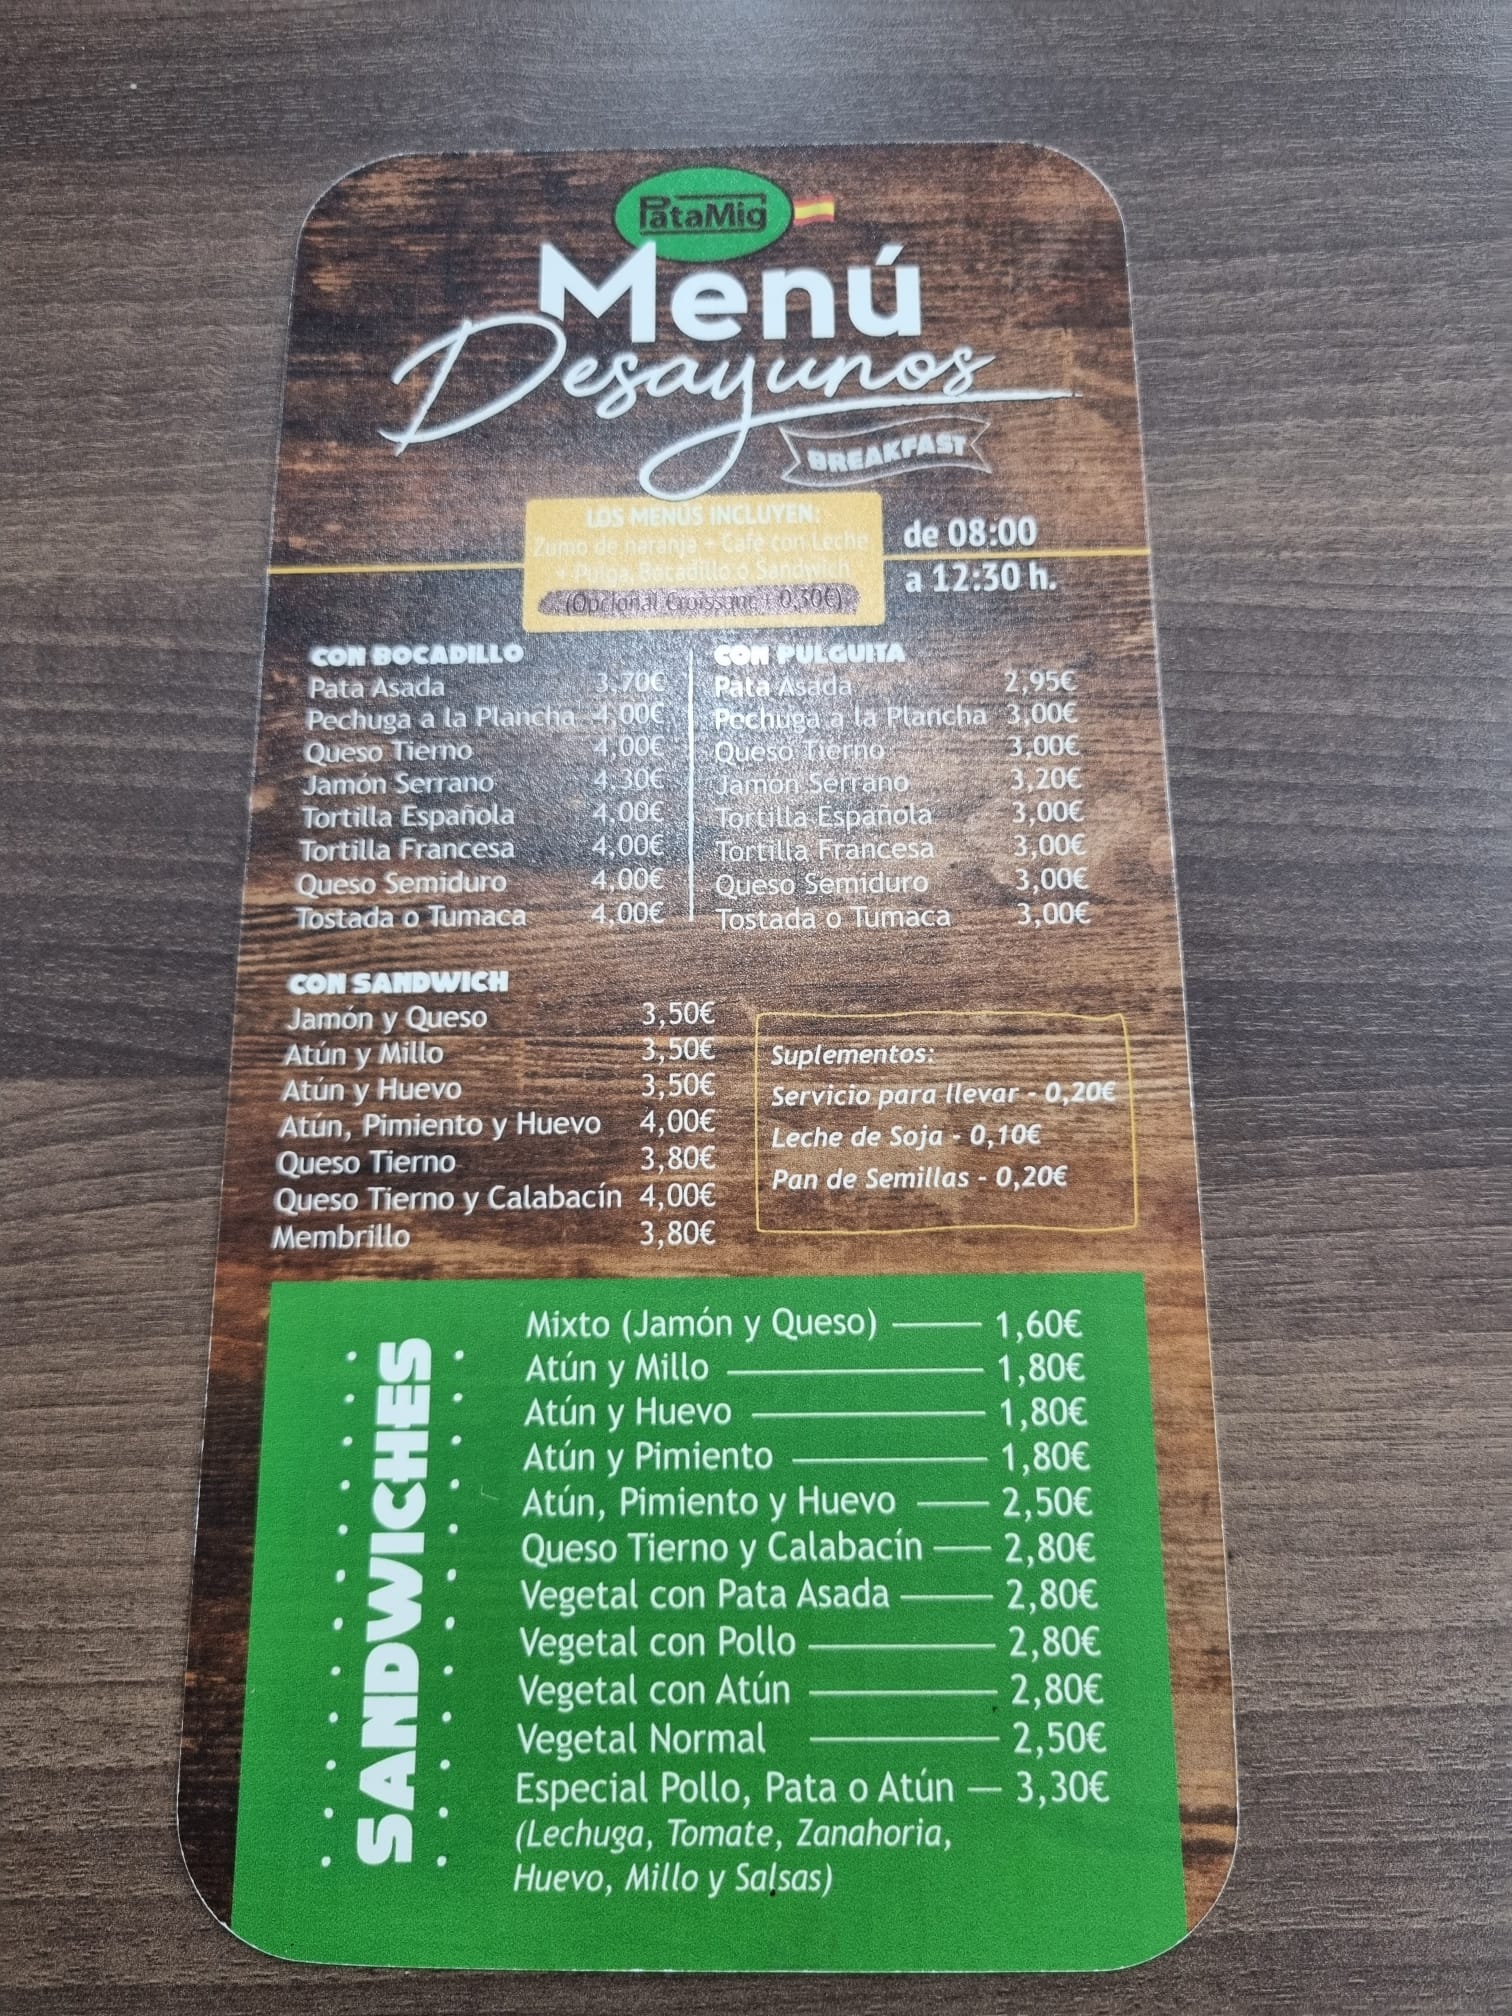 PataMig
Menú
Desayunos
BREAKFAST
LOS MENÚS INCLUYEN:
Zumo de naranja + Café con Leche
+ Pulga, Bocadillo o Sandwich
(Opcional Croissant + 0,30€)
de 08:00
a 12:30 h.
CON BOCADILLO
Pata Asada 3,70€
Pechuga a la Plancha 4,00€
Queso Tierno 4,00€
Jamón Serrano 4,30€
Tortilla Española 4,00€
Tortilla Francesa 4,00€
Queso Semiduro 4,00€
Tostada o Tumaca 4,00€
CON PULGUITA
Pata Asada 2,95€
Pechuga a la Plancha 3,00€
Queso Tierno 3,00€
Jamón Serrano 3,20€
Tortilla Española 3,00€
Tortilla Francesa 3,00€
Queso Semiduro 3,00€
Tostada o Tumaca 3,00€
CON SANDWICH
Jamón y Queso 3,50€
Atún y Millo 3,50€
Atún y Huevo 3,50€
Atún, Pimiento y Huevo 4,00€
Queso Tierno 3,80€
Queso Tierno y Calabacín 4,00€
Membrillo 3,80€
Suplementos:
Servicio para llevar - 0,20€
Leche de Soja - 0,10€
Pan de Semillas - 0,20€
SANDWICHES
Mixto (Jamón y Queso) 1,60€
Atún y Millo 1,80€
Atún y Huevo 1,80€
Atún y Pimiento 1,80€
Atún, Pimiento y Huevo 2,50€
Queso Tierno y Calabacín 2,80€
Vegetal con Pata Asada 2,80€
Vegetal con Pollo 2,80€
Vegetal con Atún 2,80€
Vegetal Normal 2,50€
Especial Pollo, Pata o Atún 3,30€
(Lechuga, Tomate, Zanahoria,
Huevo, Millo y Salsas)